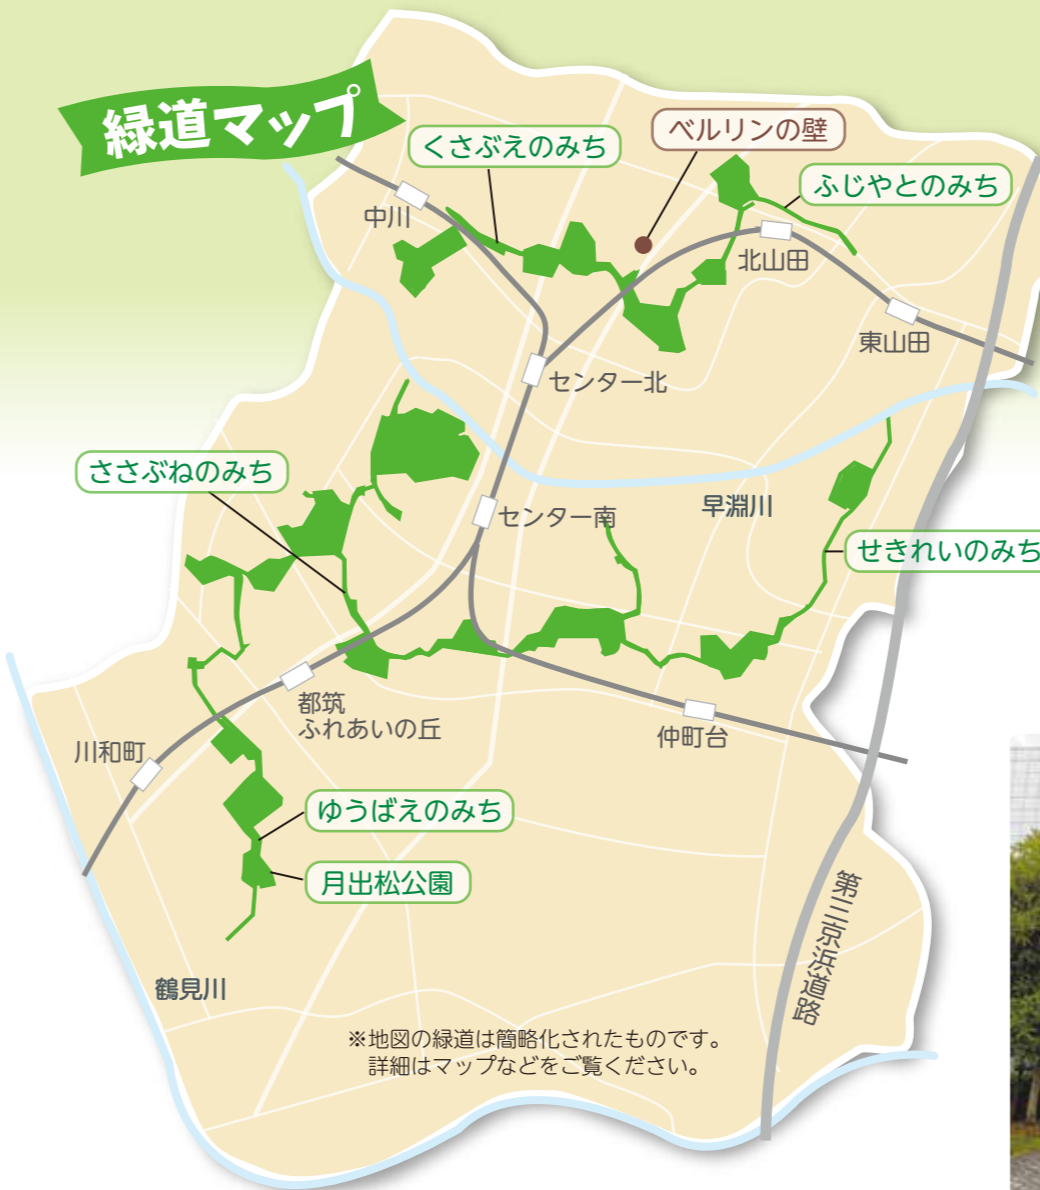 緑道マップ
くさぶえのみち
ベルリンの壁
ふじやとのみち
中川
北山田
東山田
センター北
ささぶねのみち
センター南
早淵川
せきれいのみち
都筑
ふれあいの丘
仲町台
川和町
ゆうばえのみち
月出松公園
第三京浜道路
鶴見川
※地図の緑道は簡略化されたものです。
詳細はマップなどをご覧ください。